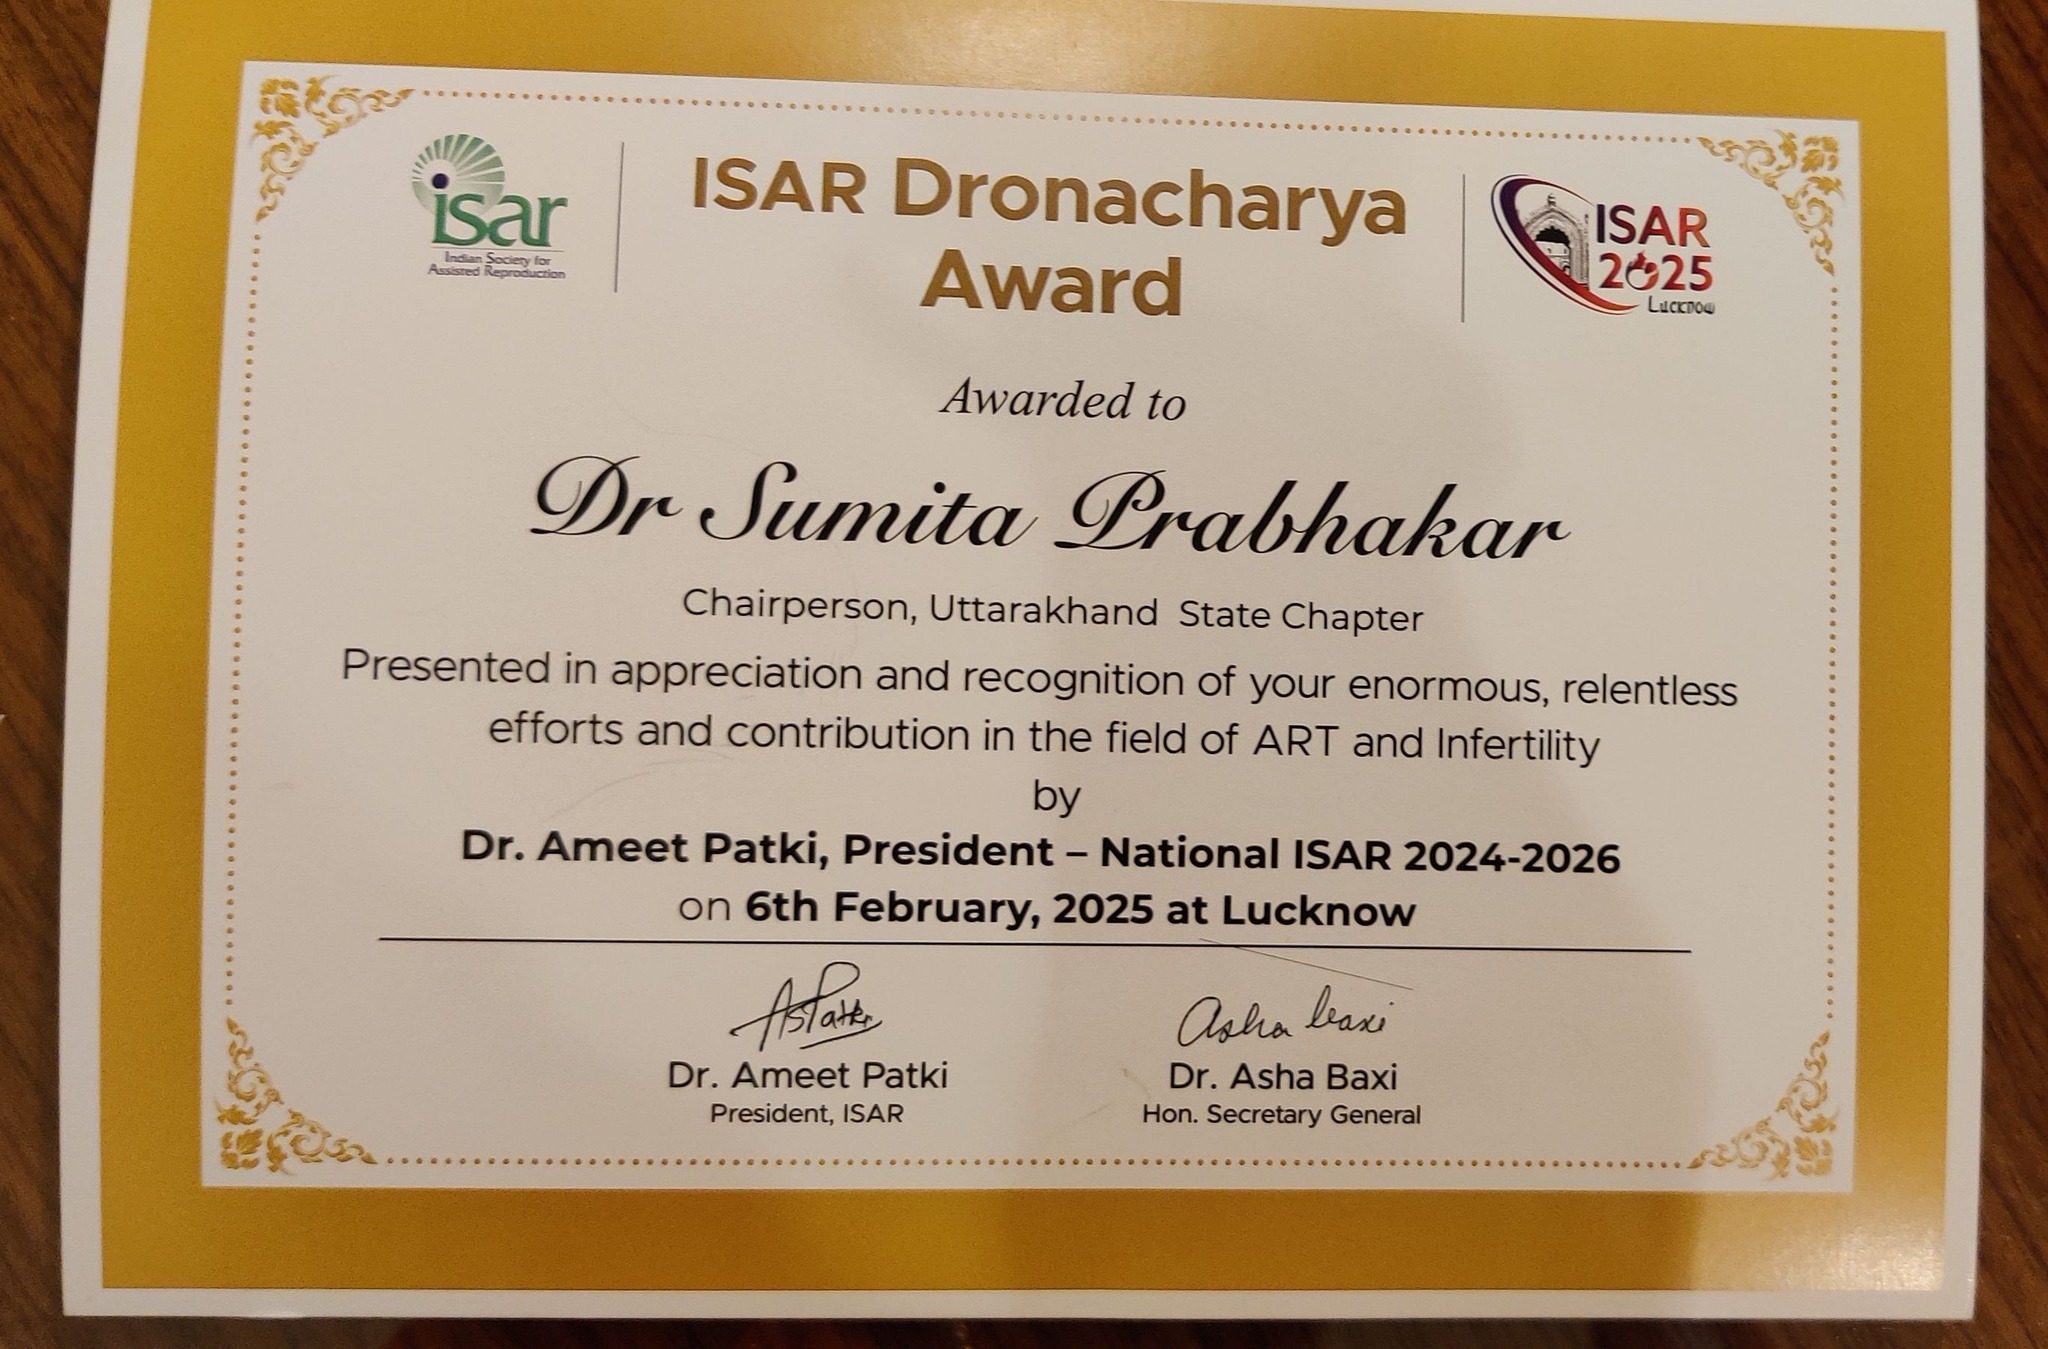 isar
Indian Society for
Assisted Reproduction
ISAR Dronacharya
Award
ISAR
2025
Lucknow
Awarded to
Dr Sumita Prabhakar
Chairperson, Uttarakhand State Chapter
Presented in appreciation and recognition of your enormous, relentless
efforts and contribution in the field of ART and Infertility
by
Dr. Ameet Patki, President – National ISAR 2024-2026
on 6th February, 2025 at Lucknow
ASPatki
Asha Baxi
Dr. Ameet Patki
Dr. Asha Baxi
President, ISAR
Hon. Secretary General